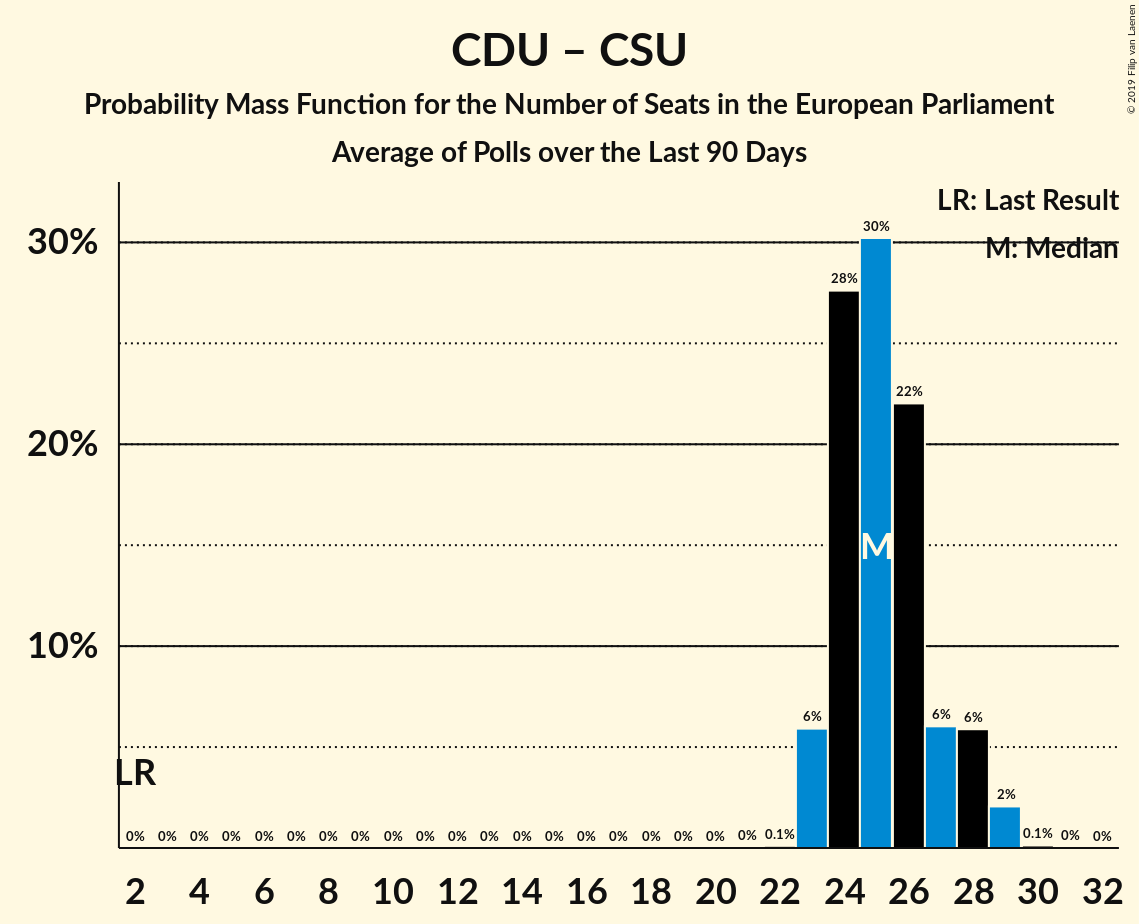 CDU – CSU
Probability Mass Function for the Number of Seats in the European Parliament
Average of Polls over the Last 90 Days
© 2019 Filip van Laenen
LR: Last Result
M: Median
30%
20%
10%
30%
28%
22%
M
6%
6%
6%
2%
LR
0% 0% 0% 0% 0% 0% 0% 0% 0% 0% 0% 0% 0% 0% 0% 0% 0% 0% 0% 0% 0.1% 0.1% 0% 0%
2 4 6 8 10 12 14 16 18 20 22 24 26 28 30 32